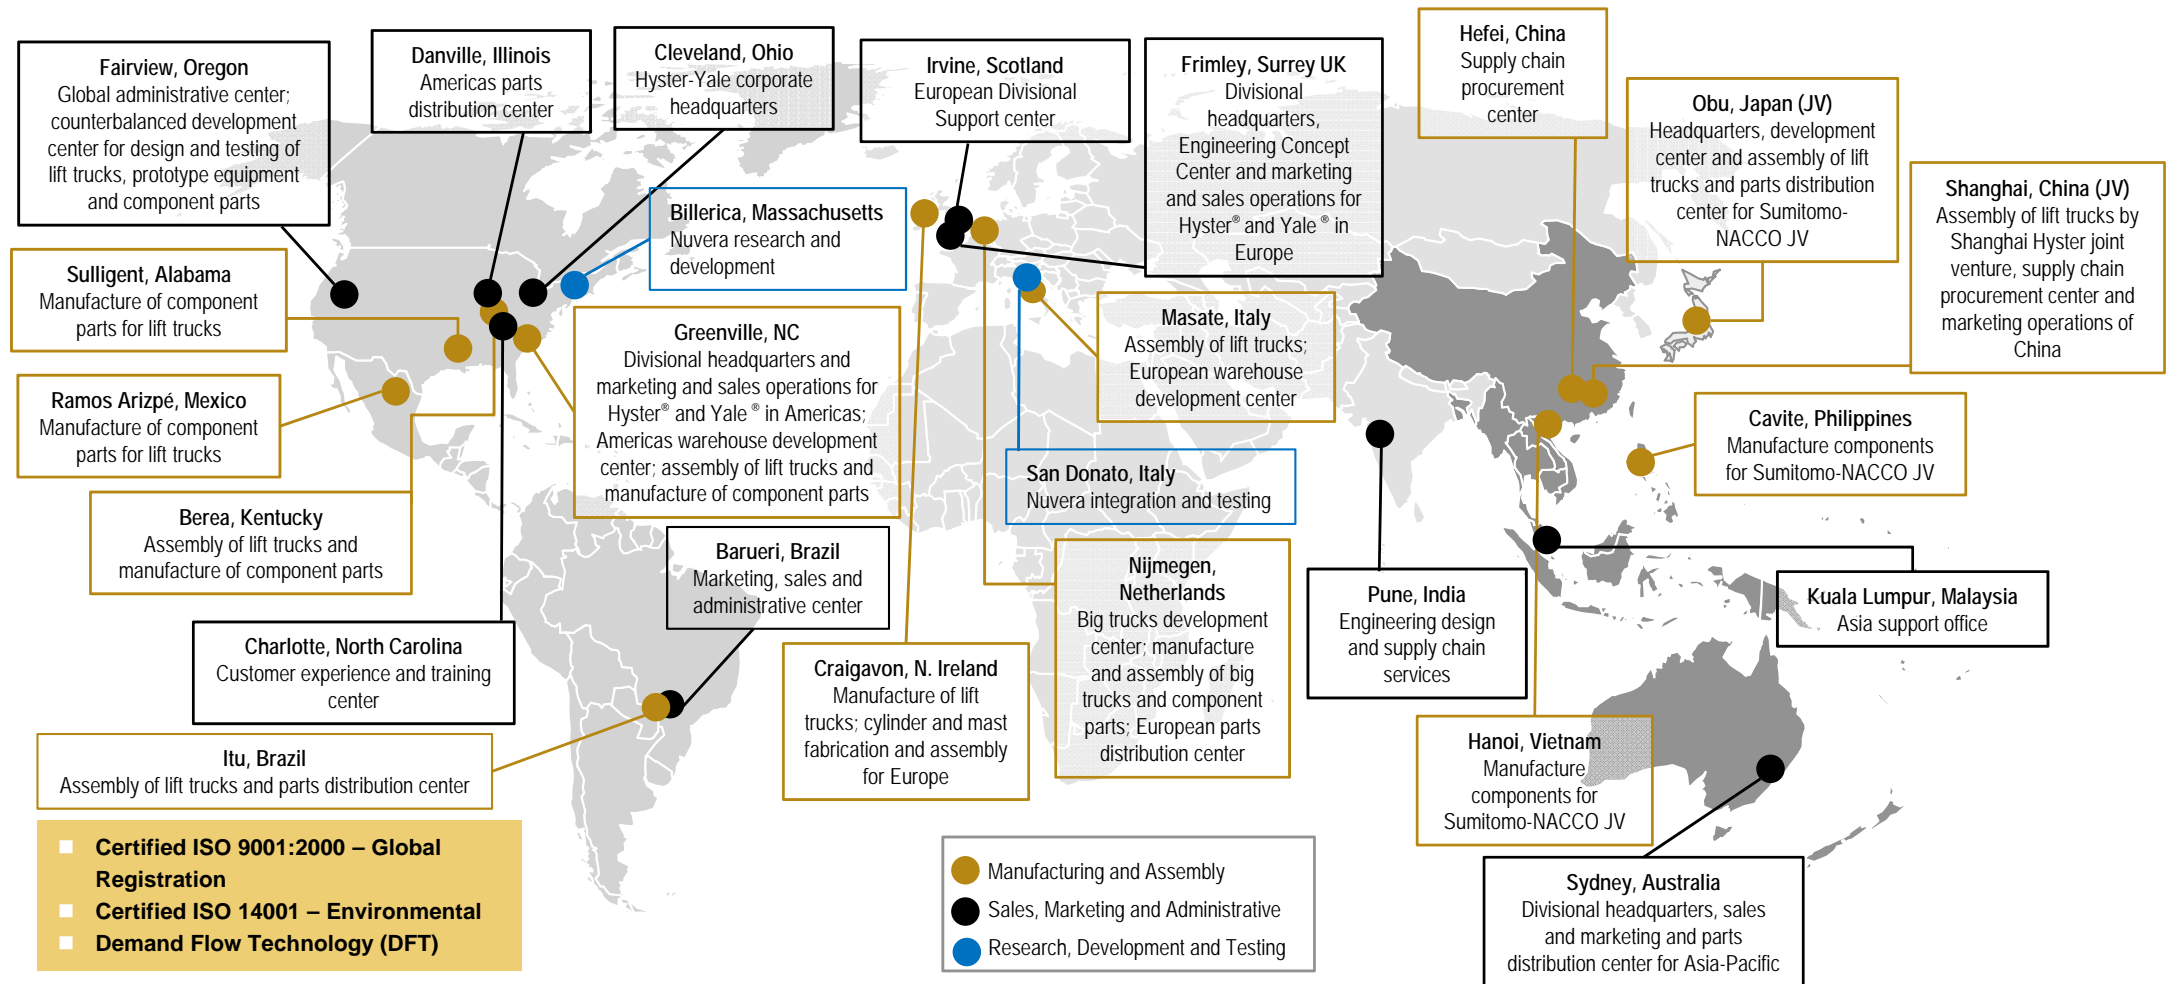 Fairview, Oregon
Global administrative center;
counterbalanced development
center for design and testing of
lift trucks, prototype equipment
and component parts
Danville, Illinois
Americas parts
distribution center
Cleveland, Ohio
Hyster-Yale corporate
headquarters
Irvine, Scotland
European Divisional
Support center
Frimley, Surrey UK
Divisional
headquarters,
Engineering Concept
Center and marketing
and sales operations for
Hyster® and Yale ® in
Europe
Hefei, China
Supply chain
procurement
center
Obu, Japan (JV)
Headquarters, development
center and assembly of lift
trucks and parts distribution
center for Sumitomo-
NACCO JV
Shanghai, China (JV)
Assembly of lift trucks by
Shanghai Hyster joint
venture, supply chain
procurement center and
marketing operations of
China
Billerica, Massachusetts
Nuvera research and
development
Sulligent, Alabama
Manufacture of component
parts for lift trucks
Greenville, NC
Divisional headquarters and
marketing and sales operations for
Hyster® and Yale ® in Americas;
Americas warehouse development
center; assembly of lift trucks and
manufacture of component parts
Masate, Italy
Assembly of lift trucks;
European warehouse
development center
Ramos Arizpé, Mexico
Manufacture of component
parts for lift trucks
Cavite, Philippines
Manufacture components
for Sumitomo-NACCO JV
San Donato, Italy
Nuvera integration and testing
Berea, Kentucky
Assembly of lift trucks and
manufacture of component parts
Barueri, Brazil
Marketing, sales and
administrative center
Nijmegen,
Netherlands
Big trucks development
center; manufacture
and assembly of big
trucks and component
parts; European parts
distribution center
Pune, India
Engineering design
and supply chain
services
Kuala Lumpur, Malaysia
Asia support office
Charlotte, North Carolina
Customer experience and training
center
Craigavon, N. Ireland
Manufacture of lift
trucks; cylinder and mast
fabrication and assembly
for Europe
Itu, Brazil
Assembly of lift trucks and parts distribution center
Hanoi, Vietnam
Manufacture
components for
Sumitomo-NACCO JV
Sydney, Australia
Divisional headquarters, sales
and marketing and parts
distribution center for Asia-Pacific
Certified ISO 9001:2000 – Global
Registration
Certified ISO 14001 – Environmental
Demand Flow Technology (DFT)
Manufacturing and Assembly
Sales, Marketing and Administrative
Research, Development and Testing